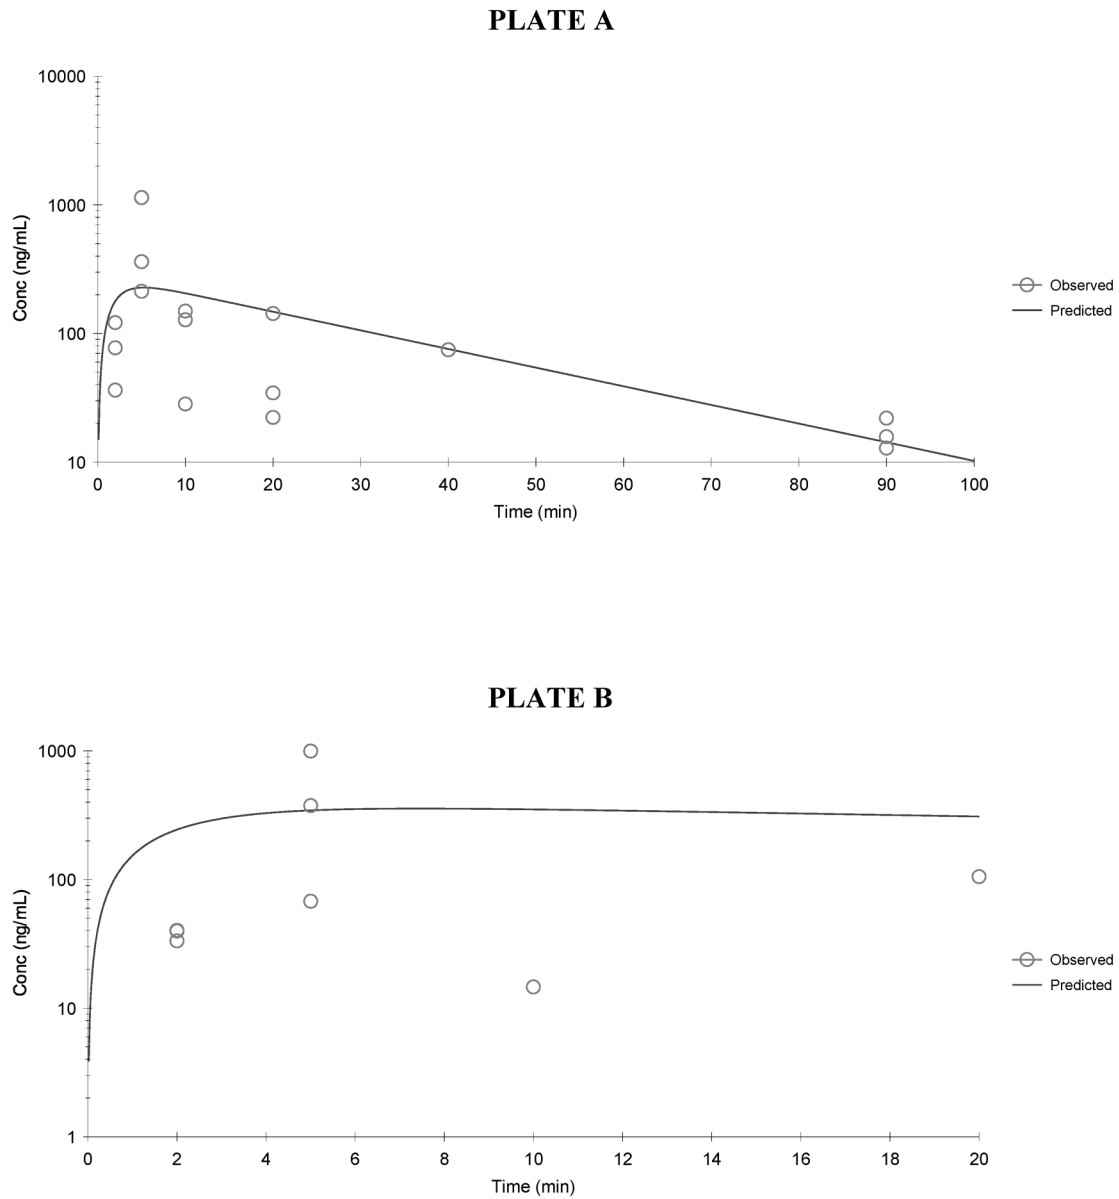 PLATE A
10000
1000
100
10
Conc (ng/mL)
0 10 20 30 40 50 60 70 80 90 100
Time (min)
Observed
Predicted
PLATE B
1000
100
10
1
Conc (ng/mL)
0 2 4 6 8 10 12 14 16 18 20
Time (min)
Observed
Predicted